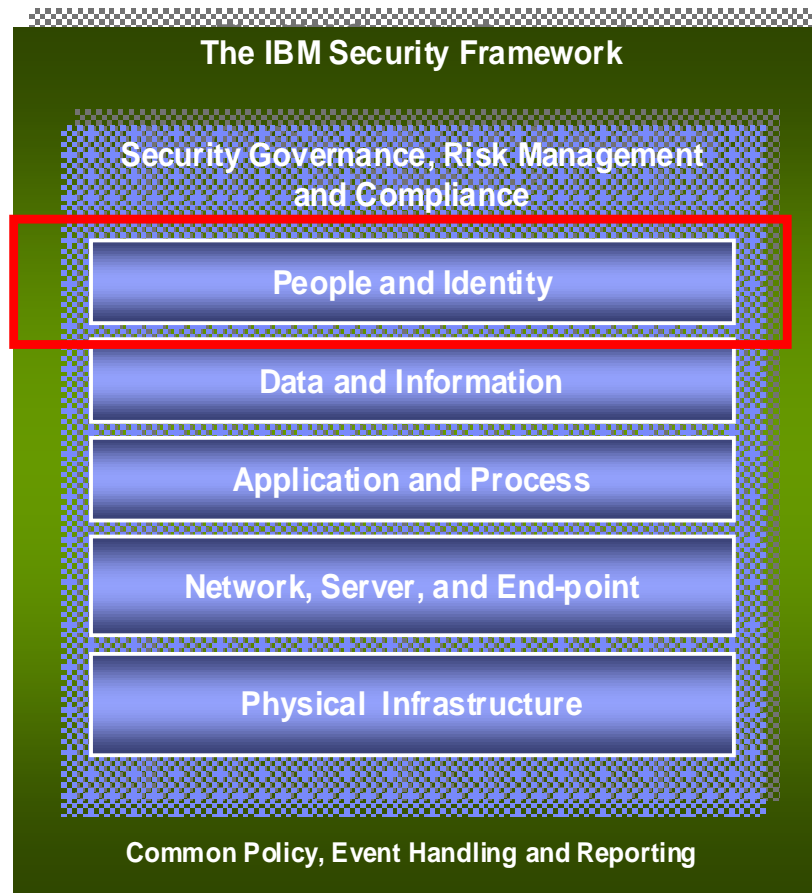 The IBM Security Framework
Security Governance, Risk Management
and Compliance
People and Identity
Data and Information
Application and Process
Network, Server, and End-point
Physical Infrastructure
Common Policy, Event Handling and Reporting